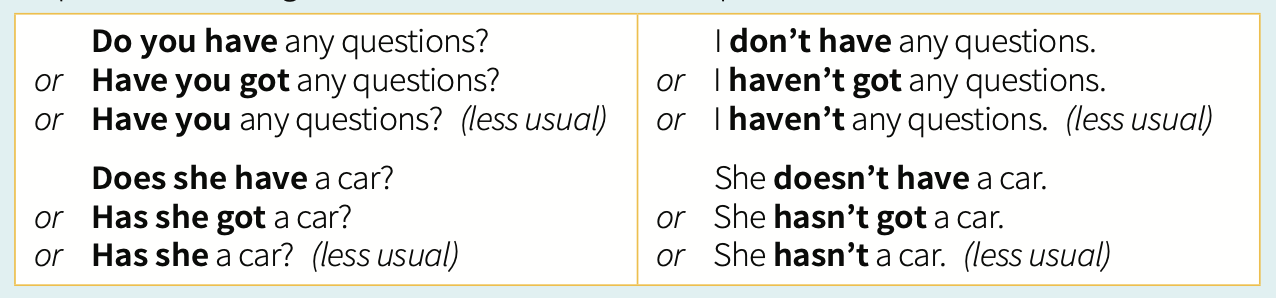 Do you have any questions?
or Have you got any questions?
or Have you any questions? (less usual)
Does she have a car?
or Has she got a car?
or Has she a car? (less usual)
I don’t have any questions.
or I haven’t got any questions.
or I haven’t any questions. (less usual)
She doesn’t have a car.
or She hasn’t got a car.
or She hasn’t a car. (less usual)